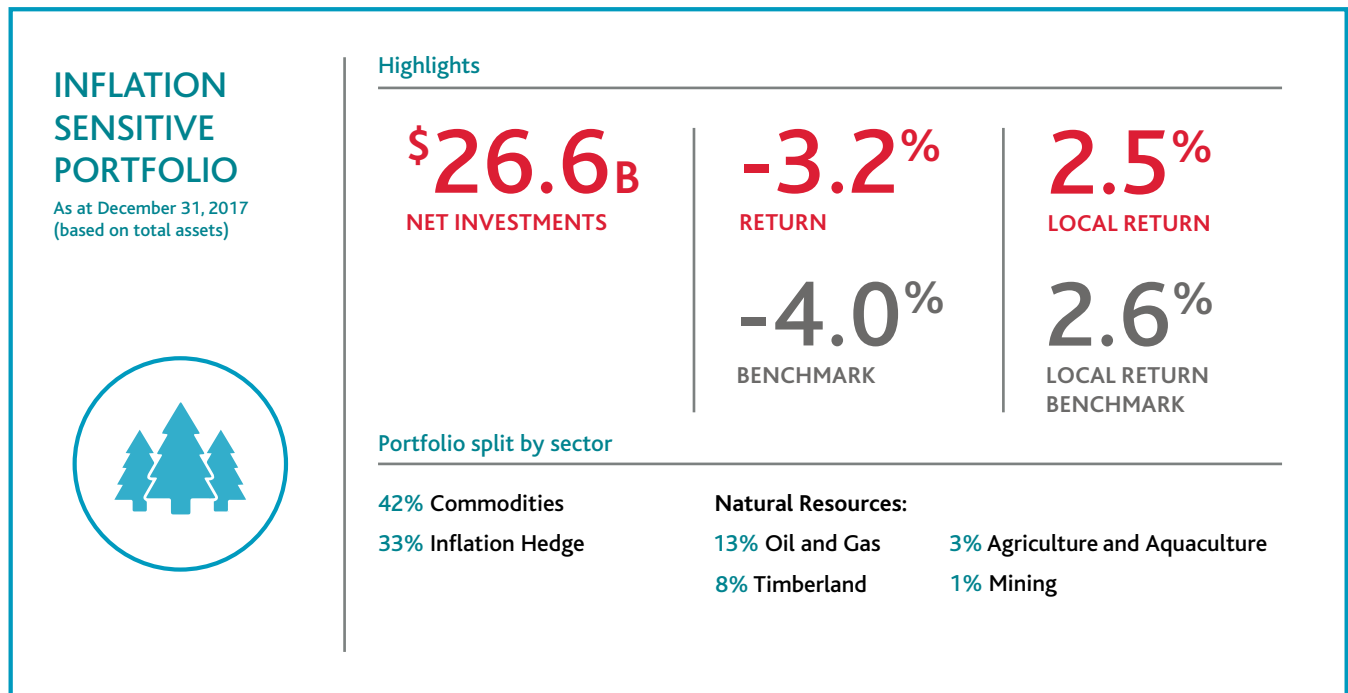 INFLATION
SENSITIVE
PORTFOLIO
As at December 31, 2017
(based on total assets)
Highlights
$26.6B
NET INVESTMENTS
-3.2%
RETURN
-4.0%
BENCHMARK
2.5%
LOCAL RETURN
2.6%
LOCAL RETURN
BENCHMARK
Portfolio split by sector
42% Commodities
33% Inflation Hedge
Natural Resources:
13% Oil and Gas
8% Timberland
3% Agriculture and Aquaculture
1% Mining